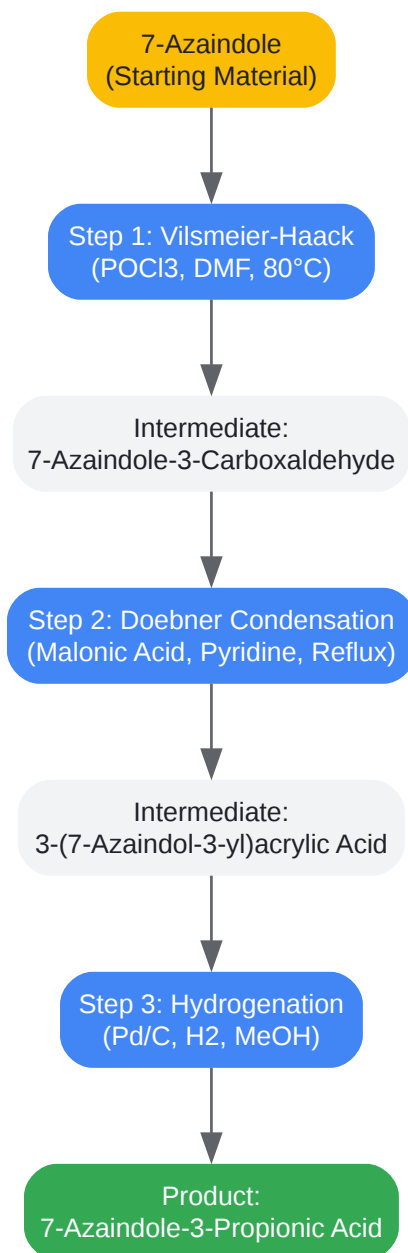 7-Azaindole
(Starting Material)
Step 1: Vilsmeier-Haack
(POCl3, DMF, 80°C)
Intermediate:
7-Azaindole-3-Carboxaldehyde
Step 2: Doebner Condensation
(Malonic Acid, Pyridine, Reflux)
Intermediate:
3-(7-Azaindol-3-yl)acrylic Acid
Step 3: Hydrogenation
(Pd/C, H2, MeOH)
Product:
7-Azaindole-3-Propionic Acid